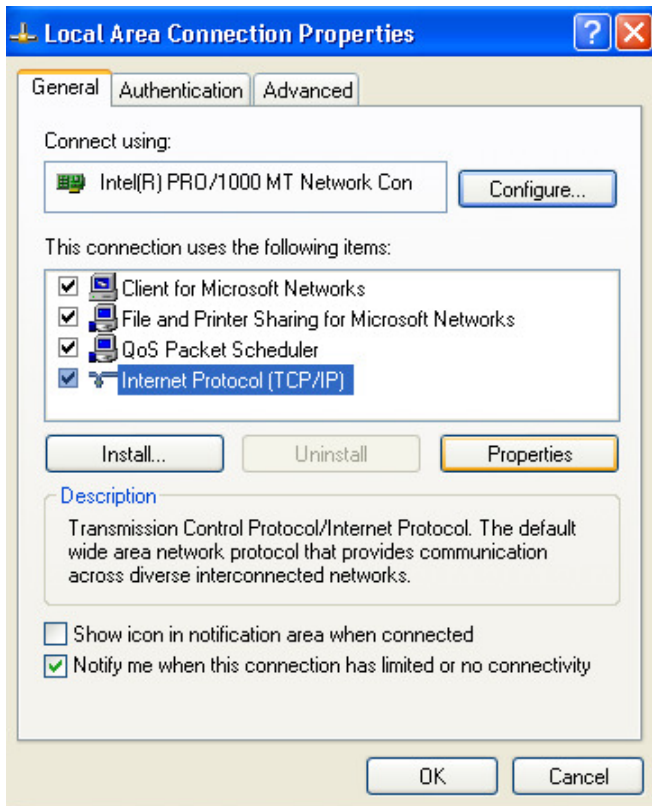 Local Area Connection Properties
General Authentication Advanced
Connect using:
Intel(R) PRO/1000 MT Network Con
Configure...
This connection uses the following items:
Client for Microsoft Networks
File and Printer Sharing for Microsoft Networks
QoS Packet Scheduler
Internet Protocol (TCP/IP)
Install... Uninstall Properties
Description
Transmission Control Protocol/Internet Protocol. The default
wide area network protocol that provides communication
across diverse interconnected networks.
Show icon in notification area when connected
Notify me when this connection has limited or no connectivity
OK Cancel